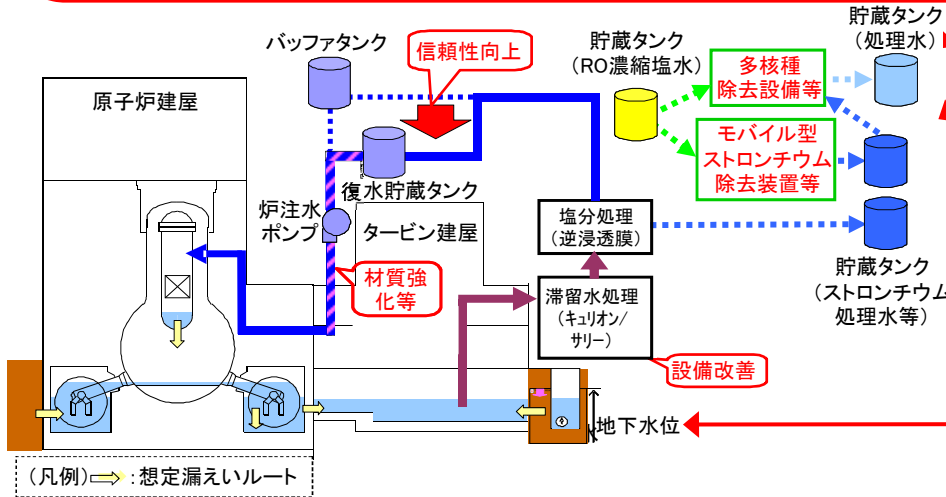 バッファタンク
信頼性向上
貯蔵タンク
(RO濃縮塩水)
貯蔵タンク
(処理水)
多核種
除去設備等
原子炉建屋
モバイル型
ストロンチウム
除去装置等
復水貯蔵タンク
炉注水
ポンプ
タービン建屋
塩分処理
(逆浸透膜)
材質強
化等
滞留水処理
(キュリオン/
サリー)
貯蔵タンク
(ストロンチウム
処理水等)
設備改善
地下水位
(凡例) :想定漏えいルート